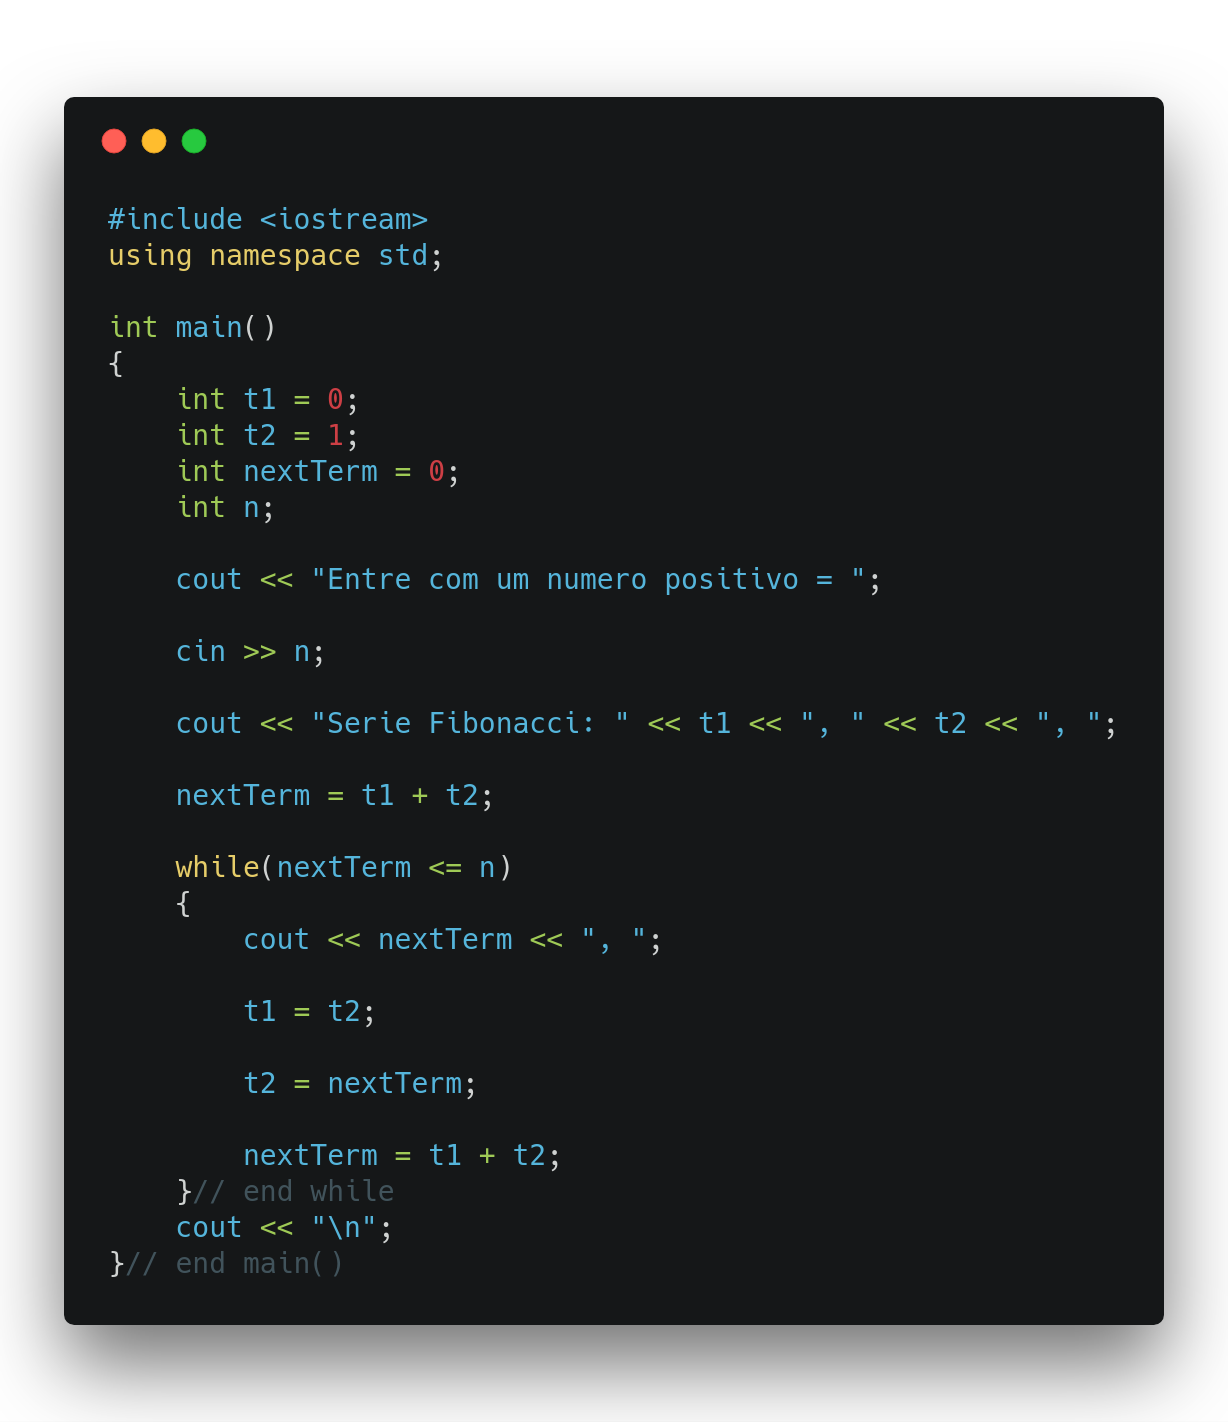 #include <iostream>
using namespace std;

int main()
{
    int t1 = 0;
    int t2 = 1;
    int nextTerm = 0;
    int n;

    cout << "Entre com um numero positivo = ";

    cin >> n;

    cout << "Serie Fibonacci: " << t1 << ", " << t2 << ", ";

    nextTerm = t1 + t2;

    while(nextTerm <= n)
    {
        cout << nextTerm << ", ";

        t1 = t2;

        t2 = nextTerm;

        nextTerm = t1 + t2;
    }// end while
    cout << "\n";
}// end main()